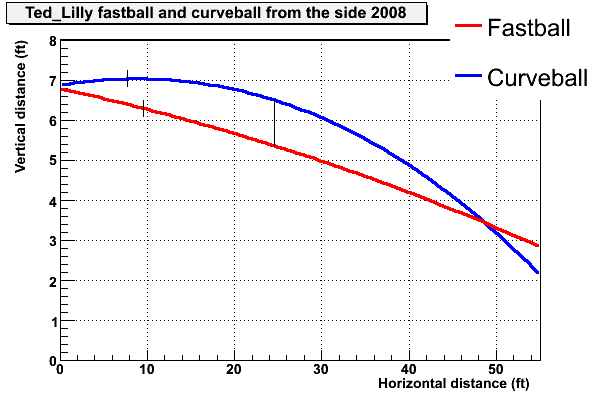 Ted_Lilly fastball and curveball from the side 2008
Fastball
Curveball
Vertical distance (ft)
8
7
6
5
4
3
2
1
0
0 10 20 30 40 50
Horizontal distance (ft)